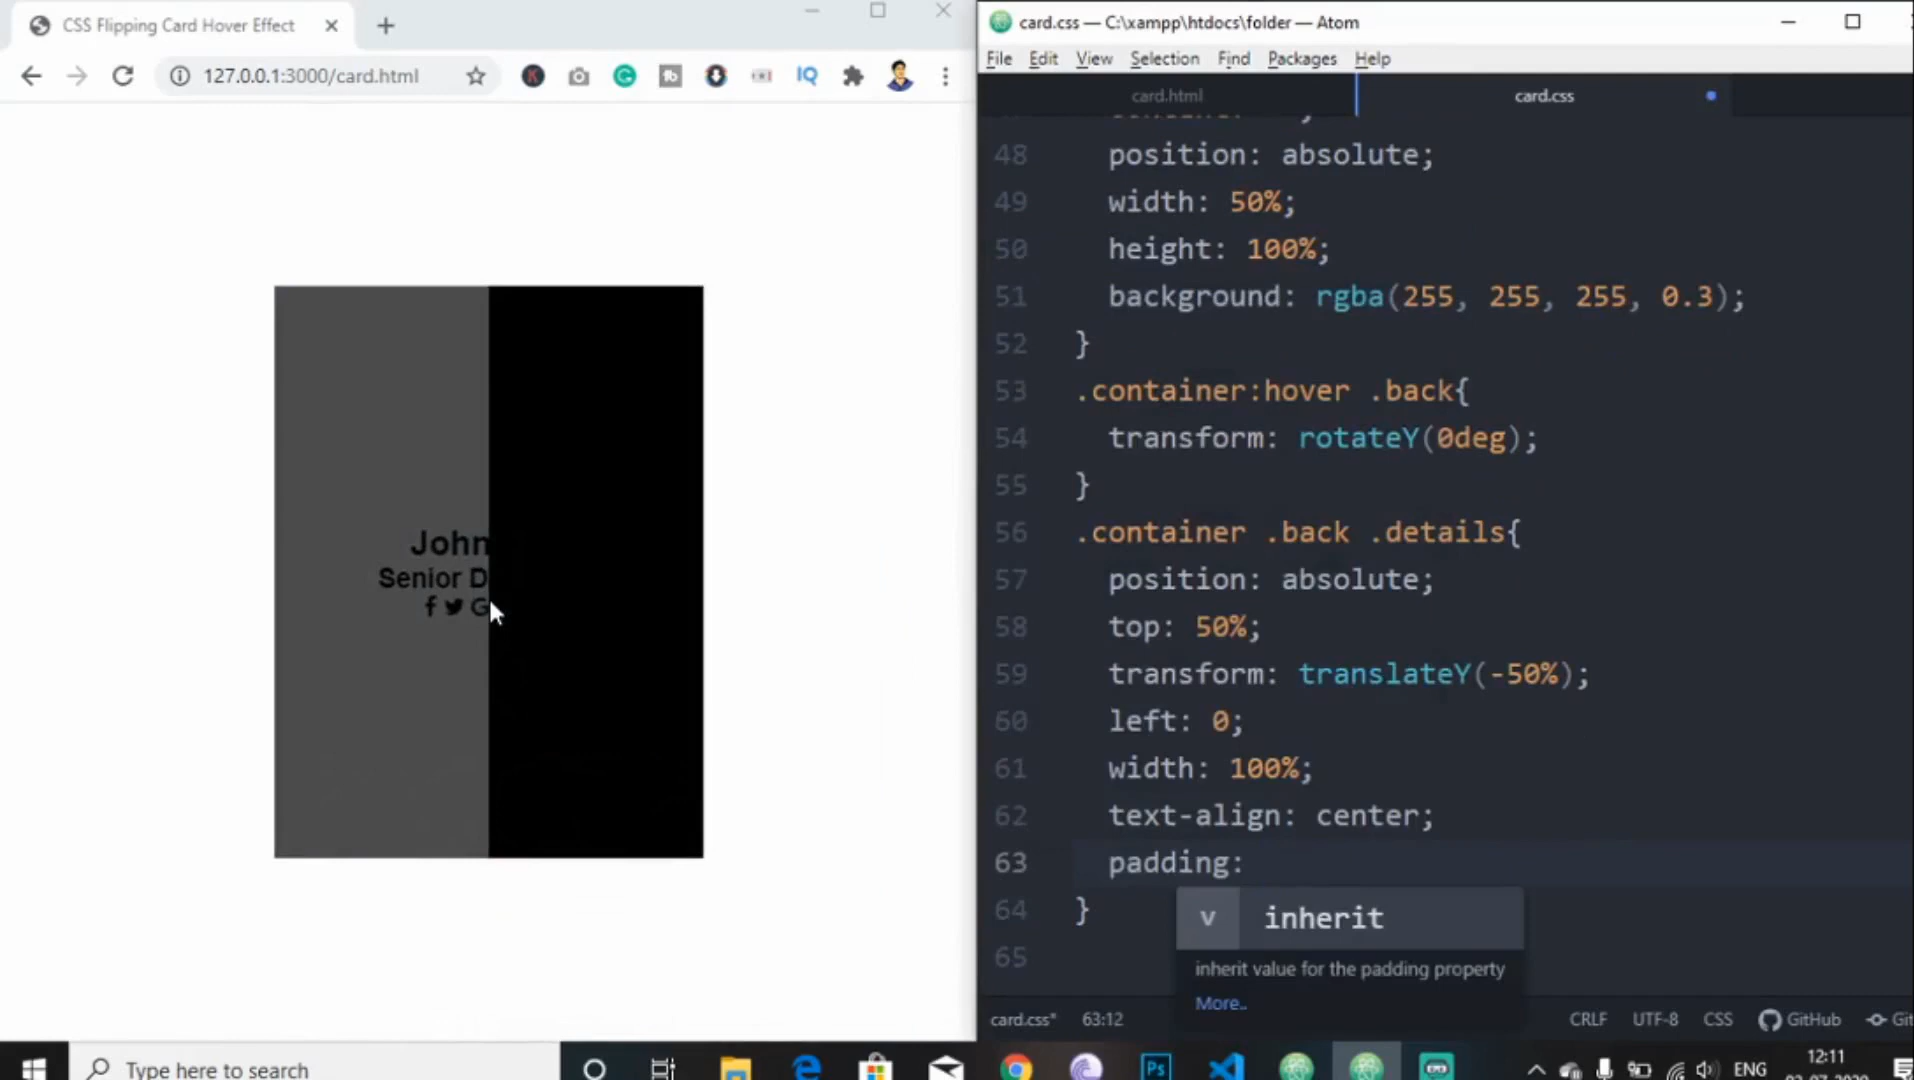 CSS Flipping Card Hover Effect
127.0.0.1:3000/card.html
IQ
John
Senior D
card.css — C:\xampp\htdocs\folder — Atom
File Edit View Selection Find Packages Help
card.html
card.css
48 position: absolute;
49 width: 50%;
50 height: 100%;
51 background: rgba(255, 255, 255, 0.3);
52 }
53 .container:hover .back{
54 transform: rotateY(0deg);
55 }
56 .container .back .details{
57 position: absolute;
58 top: 50%;
59 transform: translateY(-50%);
60 left: 0;
61 width: 100%;
62 text-align: center;
63 padding:
64 }
65
v inherit
inherit value for the padding property
More..
card.css* 63:12 CRLF UTF-8 CSS GitHub Git
Type here to search
Ps
ENG
12:11